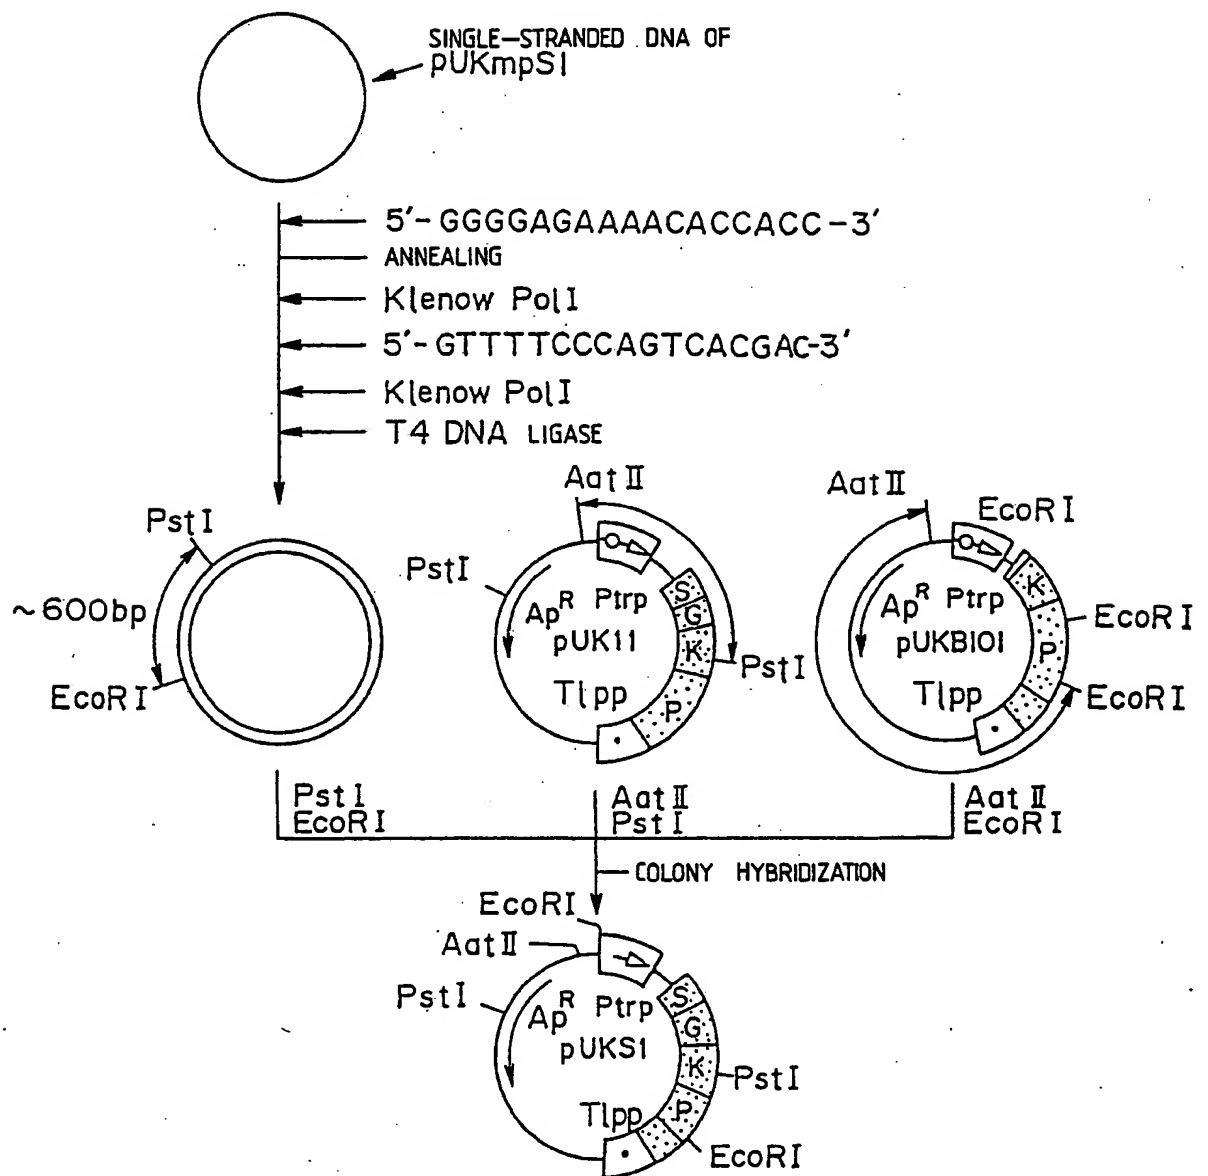 SINGLE-STRANDED DNA OF
pUKmpS1
5'-GGGGAGAAAACACCACC-3'
ANNEALING
Klenow PolI
5'-GTTTTCCCAGTCACGAC-3'
Klenow PolI
T4 DNA LIGASE
PstI
~600bp
EcoRI
AatII
PstI
Ap^R Ptrp
pUK11
Tlpp
S
G
K
P
PstI
AatII
EcoRI
Ap^R Ptrp
pUKB101
Tlpp
K
P
EcoRI
EcoRI
PstI
EcoRI
AatII
PstI
AatII
EcoRI
COLONY HYBRIDIZATION
EcoRI
AatII
PstI
Ap^R Ptrp
pUKS1
Tlpp
S
G
K
P
PstI
EcoRI